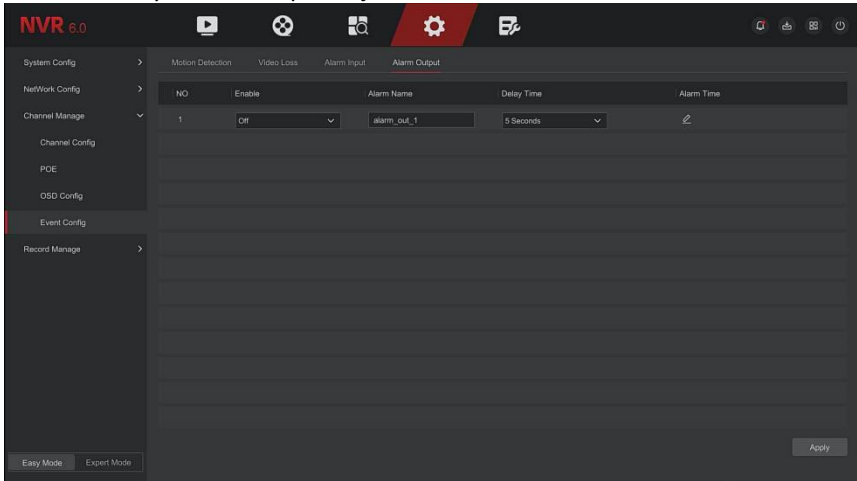 NVR 6.0
System Config
NetWork Config
Channel Manage
Channel Config
POE
OSD Config
Event Config
Record Manage
Easy Mode Expert Mode
Motion Detection Video Loss Alarm Input Alarm Output
NO Enable Alarm Name Delay Time Alarm Time
1 Off alarm_out_1 5 Seconds
Apply